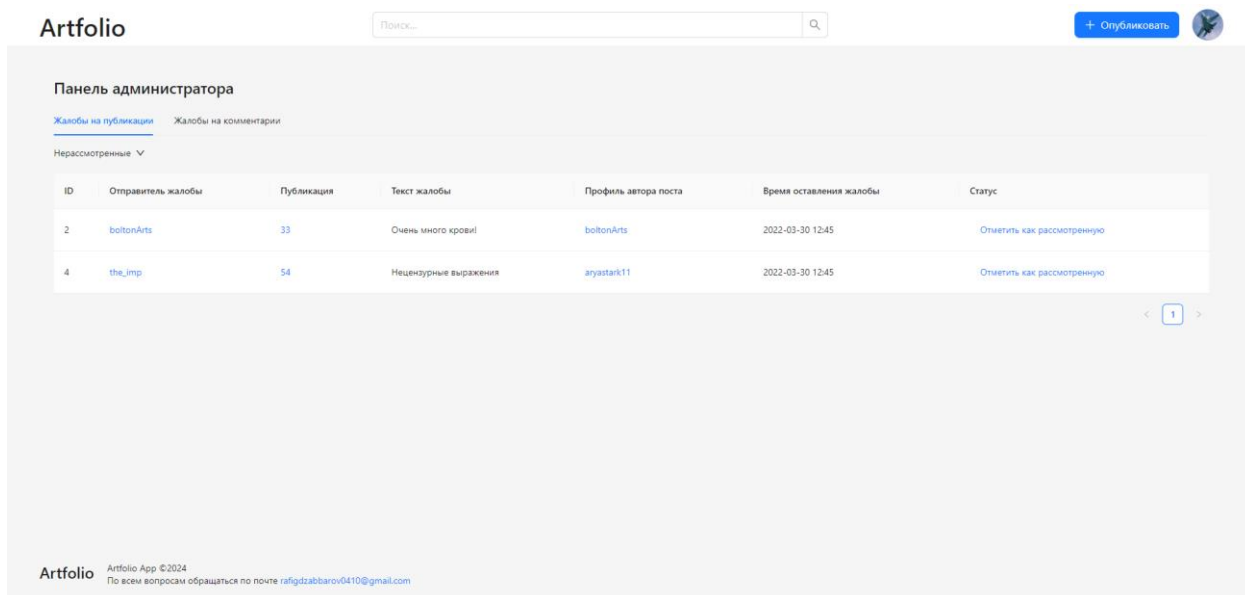 Artfolio Поиск... + Опубликовать
Панель администратора
Жалобы на публикации Жалобы на комментарии
Нерассмотренные
ID Отправитель жалобы Публикация Текст жалобы Профиль автора поста Время оставления жалобы Статус
2 boltonArts 33 Очень много крови! boltonArts 2022-03-30 12:45 Отметить как рассмотренную
4 the_imp 54 Нецензурные выражения aryastark11 2022-03-30 12:45 Отметить как рассмотренную
< 1 >
Artfolio Artfolio App ©2024
По всем вопросам обращаться по почте rafigdzabbarov0410@gmail.com